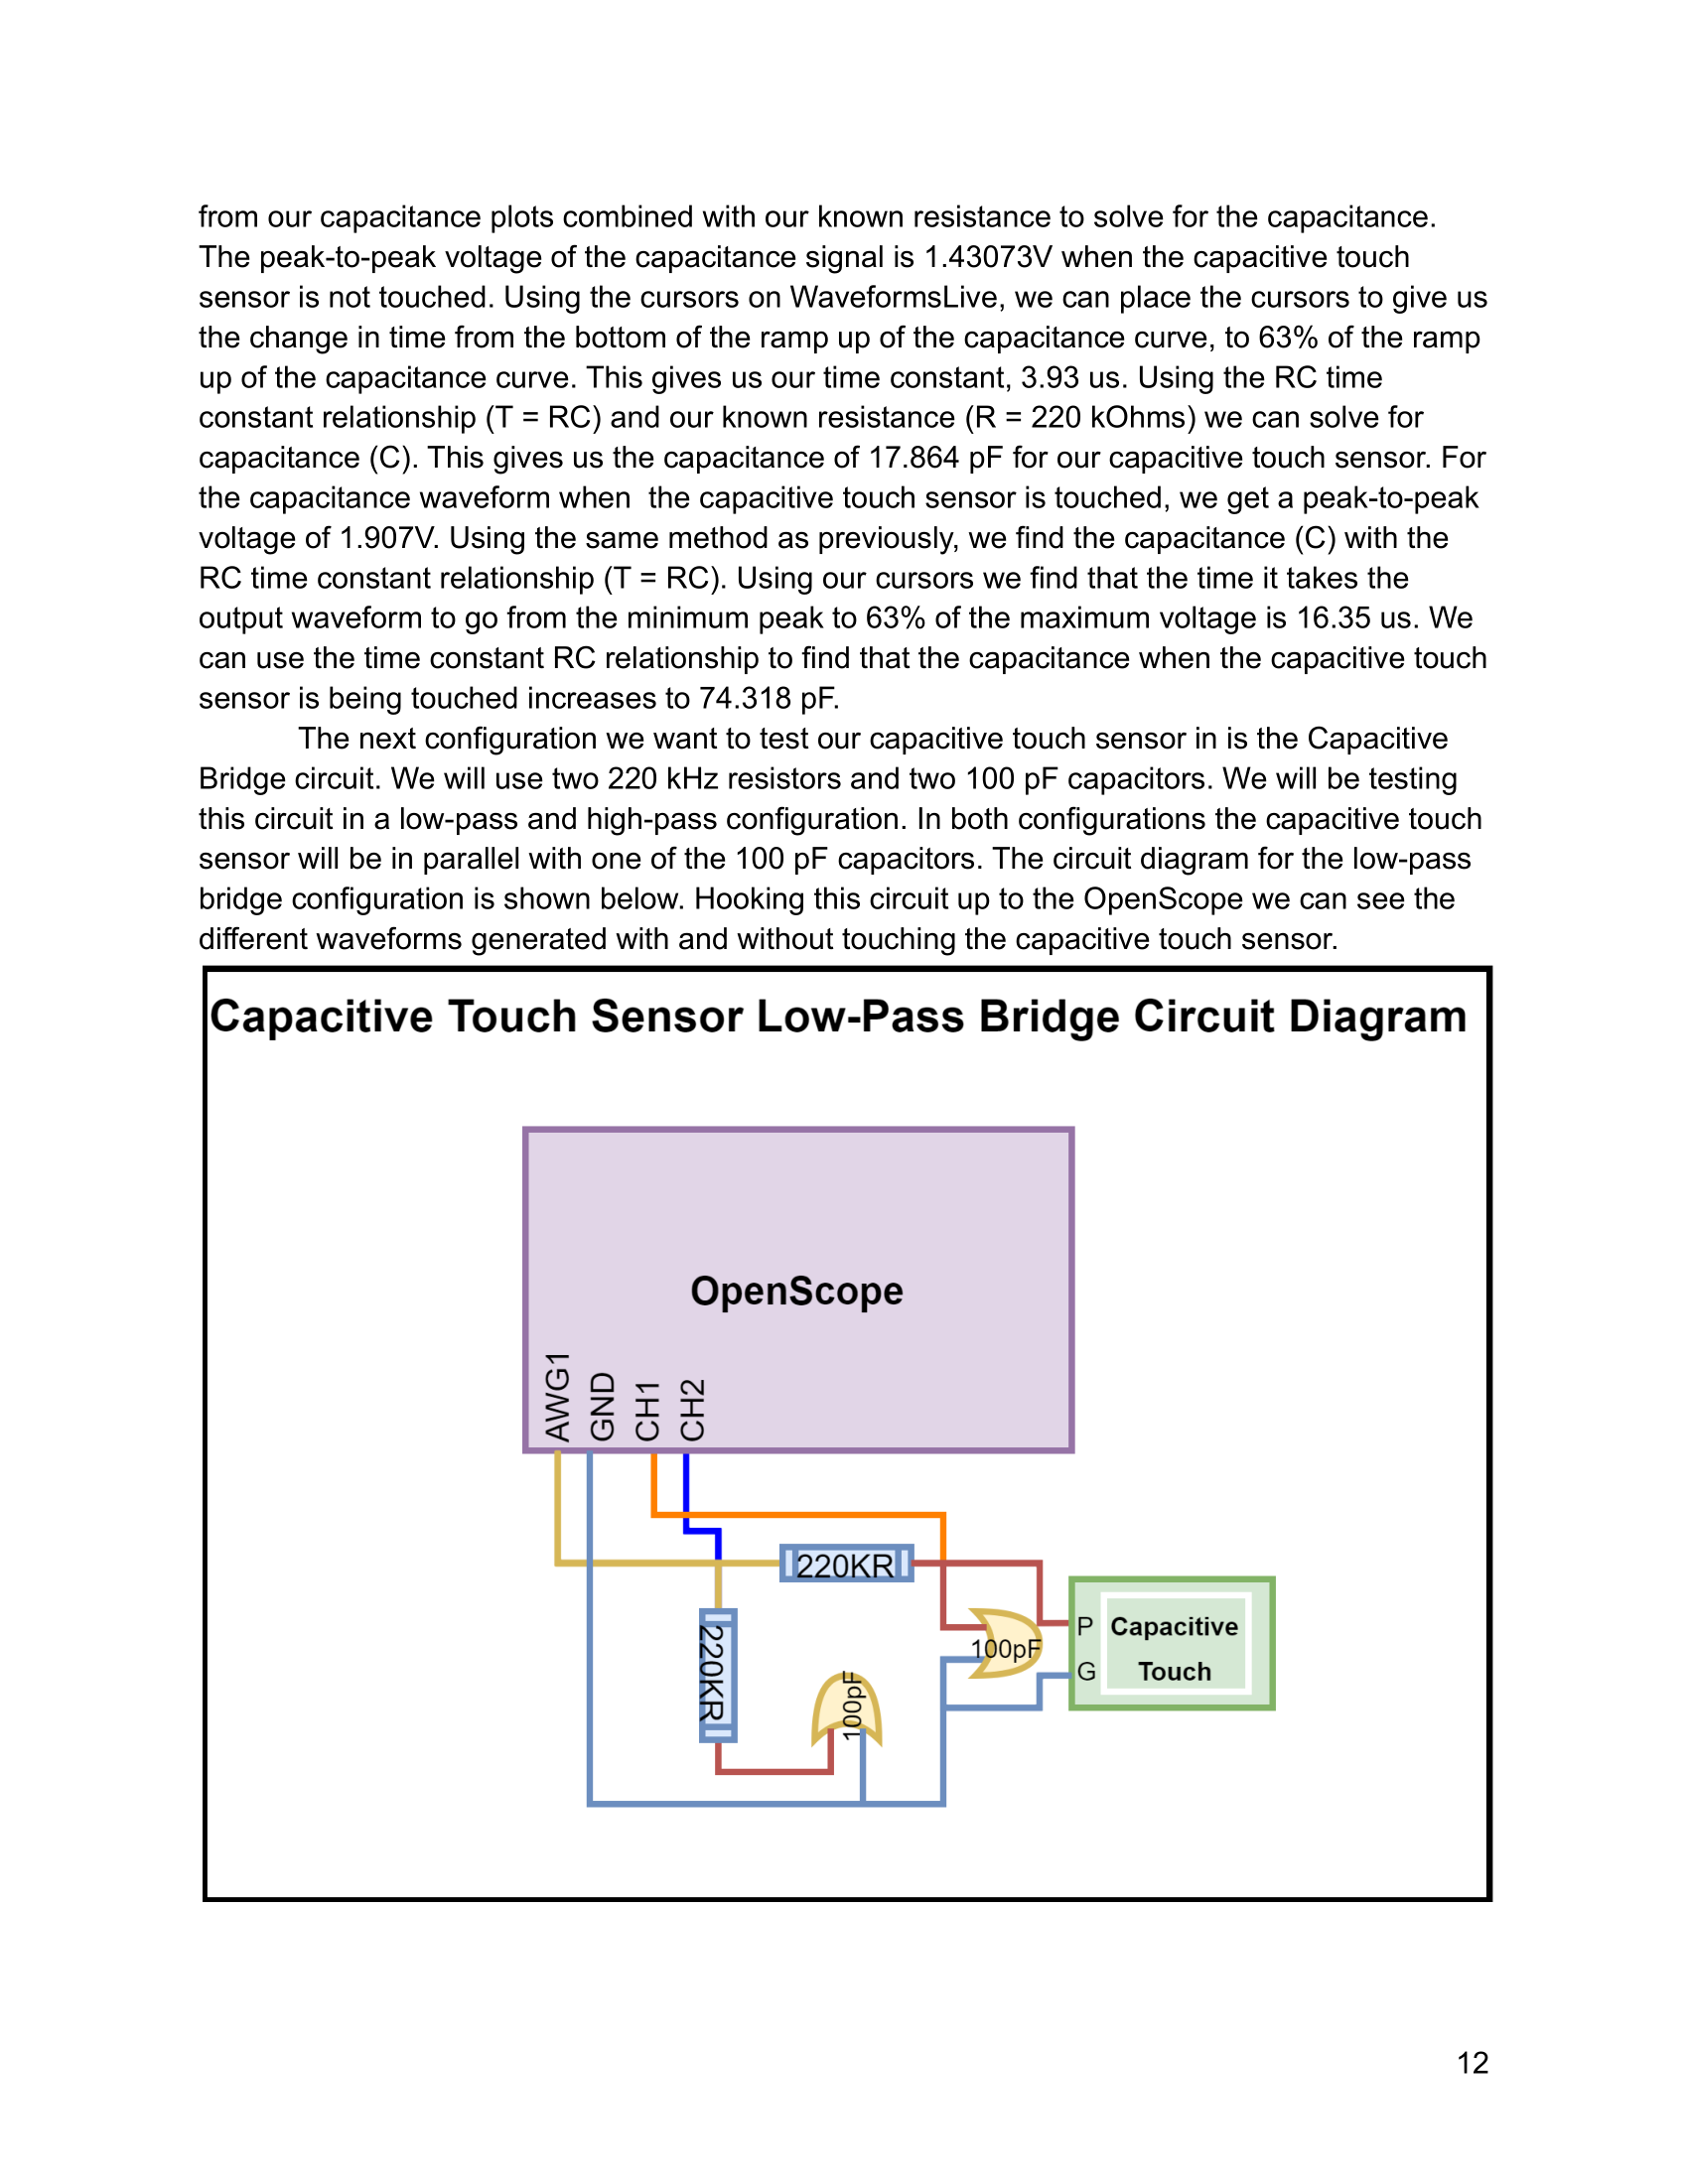 from our capacitance plots combined with our known resistance to solve for the capacitance.
The peak-to-peak voltage of the capacitance signal is 1.43073V when the capacitive touch
sensor is not touched. Using the cursors on WaveformsLive, we can place the cursors to give us
the change in time from the bottom of the ramp up of the capacitance curve, to 63% of the ramp
up of the capacitance curve. This gives us our time constant, 3.93 us. Using the RC time
constant relationship (T = RC) and our known resistance (R = 220 kOhms) we can solve for
capacitance (C). This gives us the capacitance of 17.864 pF for our capacitive touch sensor. For
the capacitance waveform when  the capacitive touch sensor is touched, we get a peak-to-peak
voltage of 1.907V. Using the same method as previously, we find the capacitance (C) with the
RC time constant relationship (T = RC). Using our cursors we find that the time it takes the
output waveform to go from the minimum peak to 63% of the maximum voltage is 16.35 us. We
can use the time constant RC relationship to find that the capacitance when the capacitive touch
sensor is being touched increases to 74.318 pF.
The next configuration we want to test our capacitive touch sensor in is the Capacitive
Bridge circuit. We will use two 220 kHz resistors and two 100 pF capacitors. We will be testing
this circuit in a low-pass and high-pass configuration. In both configurations the capacitive touch
sensor will be in parallel with one of the 100 pF capacitors. The circuit diagram for the low-pass
bridge configuration is shown below. Hooking this circuit up to the OpenScope we can see the
different waveforms generated with and without touching the capacitive touch sensor.
Capacitive Touch Sensor Low-Pass Bridge Circuit Diagram
OpenScope
AWG1
GND
CH1
CH2
220KR
220KR
100pF
100pF
P
G
Capacitive
Touch
12